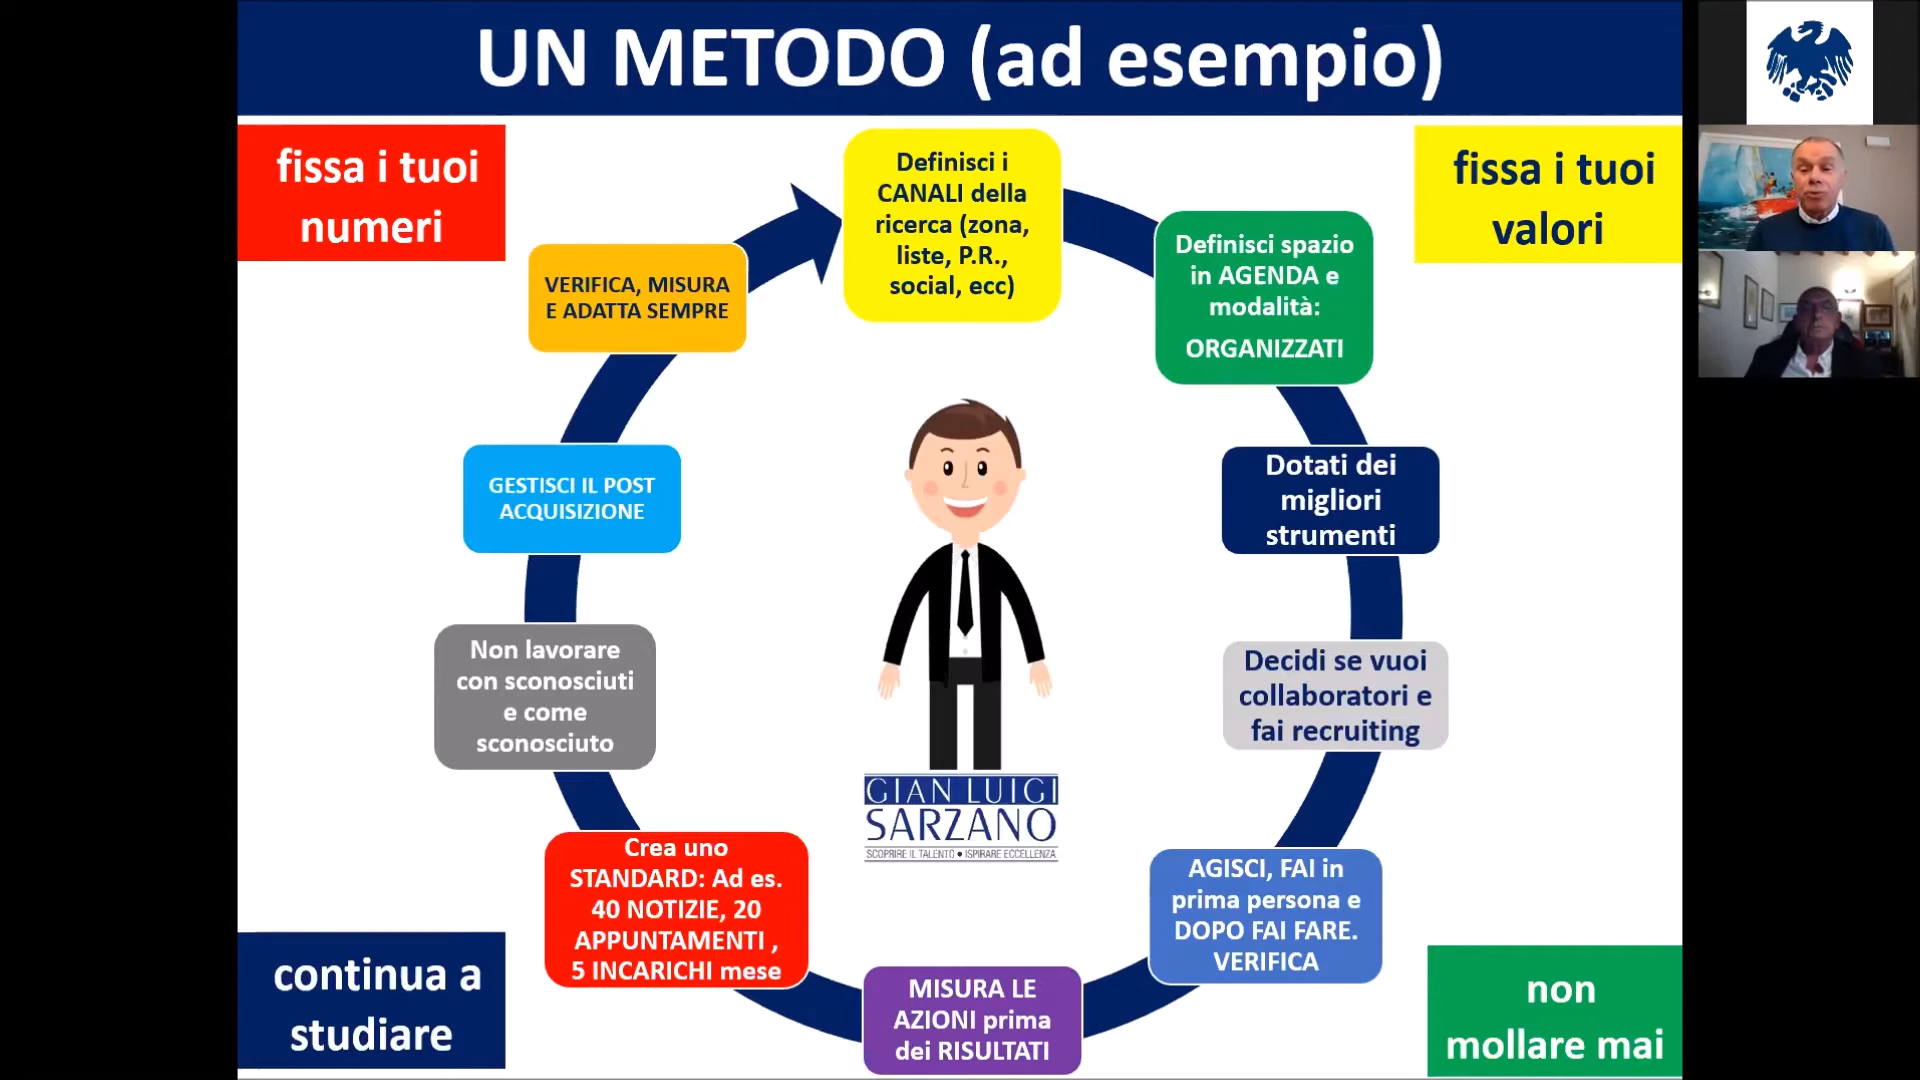 UN METODO (ad esempio)
fissa i tuoi
numeri
fissa i tuoi
valori
Definisci i
CANALI della
ricerca (zona,
liste, P.R.,
social, ecc)
Definisci spazio
in AGENDA e
modalità:
ORGANIZZATI
Dotati dei
migliori
strumenti
Decidi se vuoi
collaboratori e
fai recruiting
AGISCI, FAI in
prima persona e
DOPO FAI FARE.
VERIFICA
MISURA LE
AZIONI prima
dei RISULTATI
Crea uno
STANDARD: Ad es.
40 NOTIZIE, 20
APPUNTAMENTI ,
5 INCARICHI mese
Non lavorare
con sconosciuti
e come
sconosciuto
GESTISCI IL POST
ACQUISIZIONE
VERIFICA, MISURA
E ADATTA SEMPRE
GIAN LUIGI
SARZANO
SCOPRIRE IL TALENTO • ISPIRARE ECCELLENZA
continua a
studiare
non
mollare mai